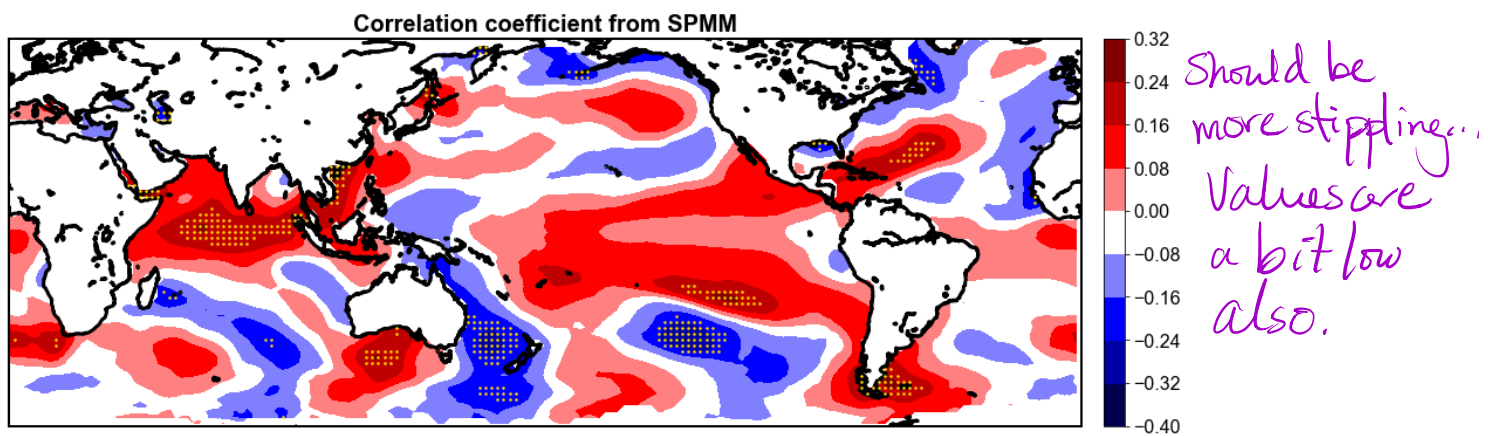 Correlation coefficient from SPMM
0.32
0.24
0.16
0.08
0.00
−0.08
−0.16
−0.24
−0.32
−0.40
Should be
more stippling...
Values are
a bit low
also.